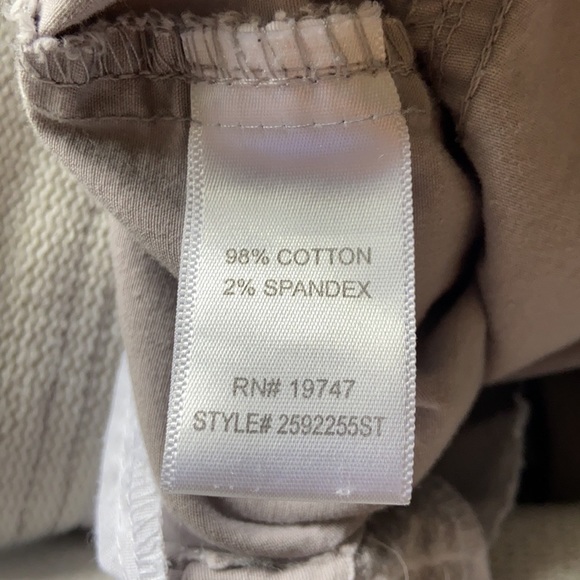 98% COTTON
2% SPANDEX
RN# 19747
STYLE# 2592255ST